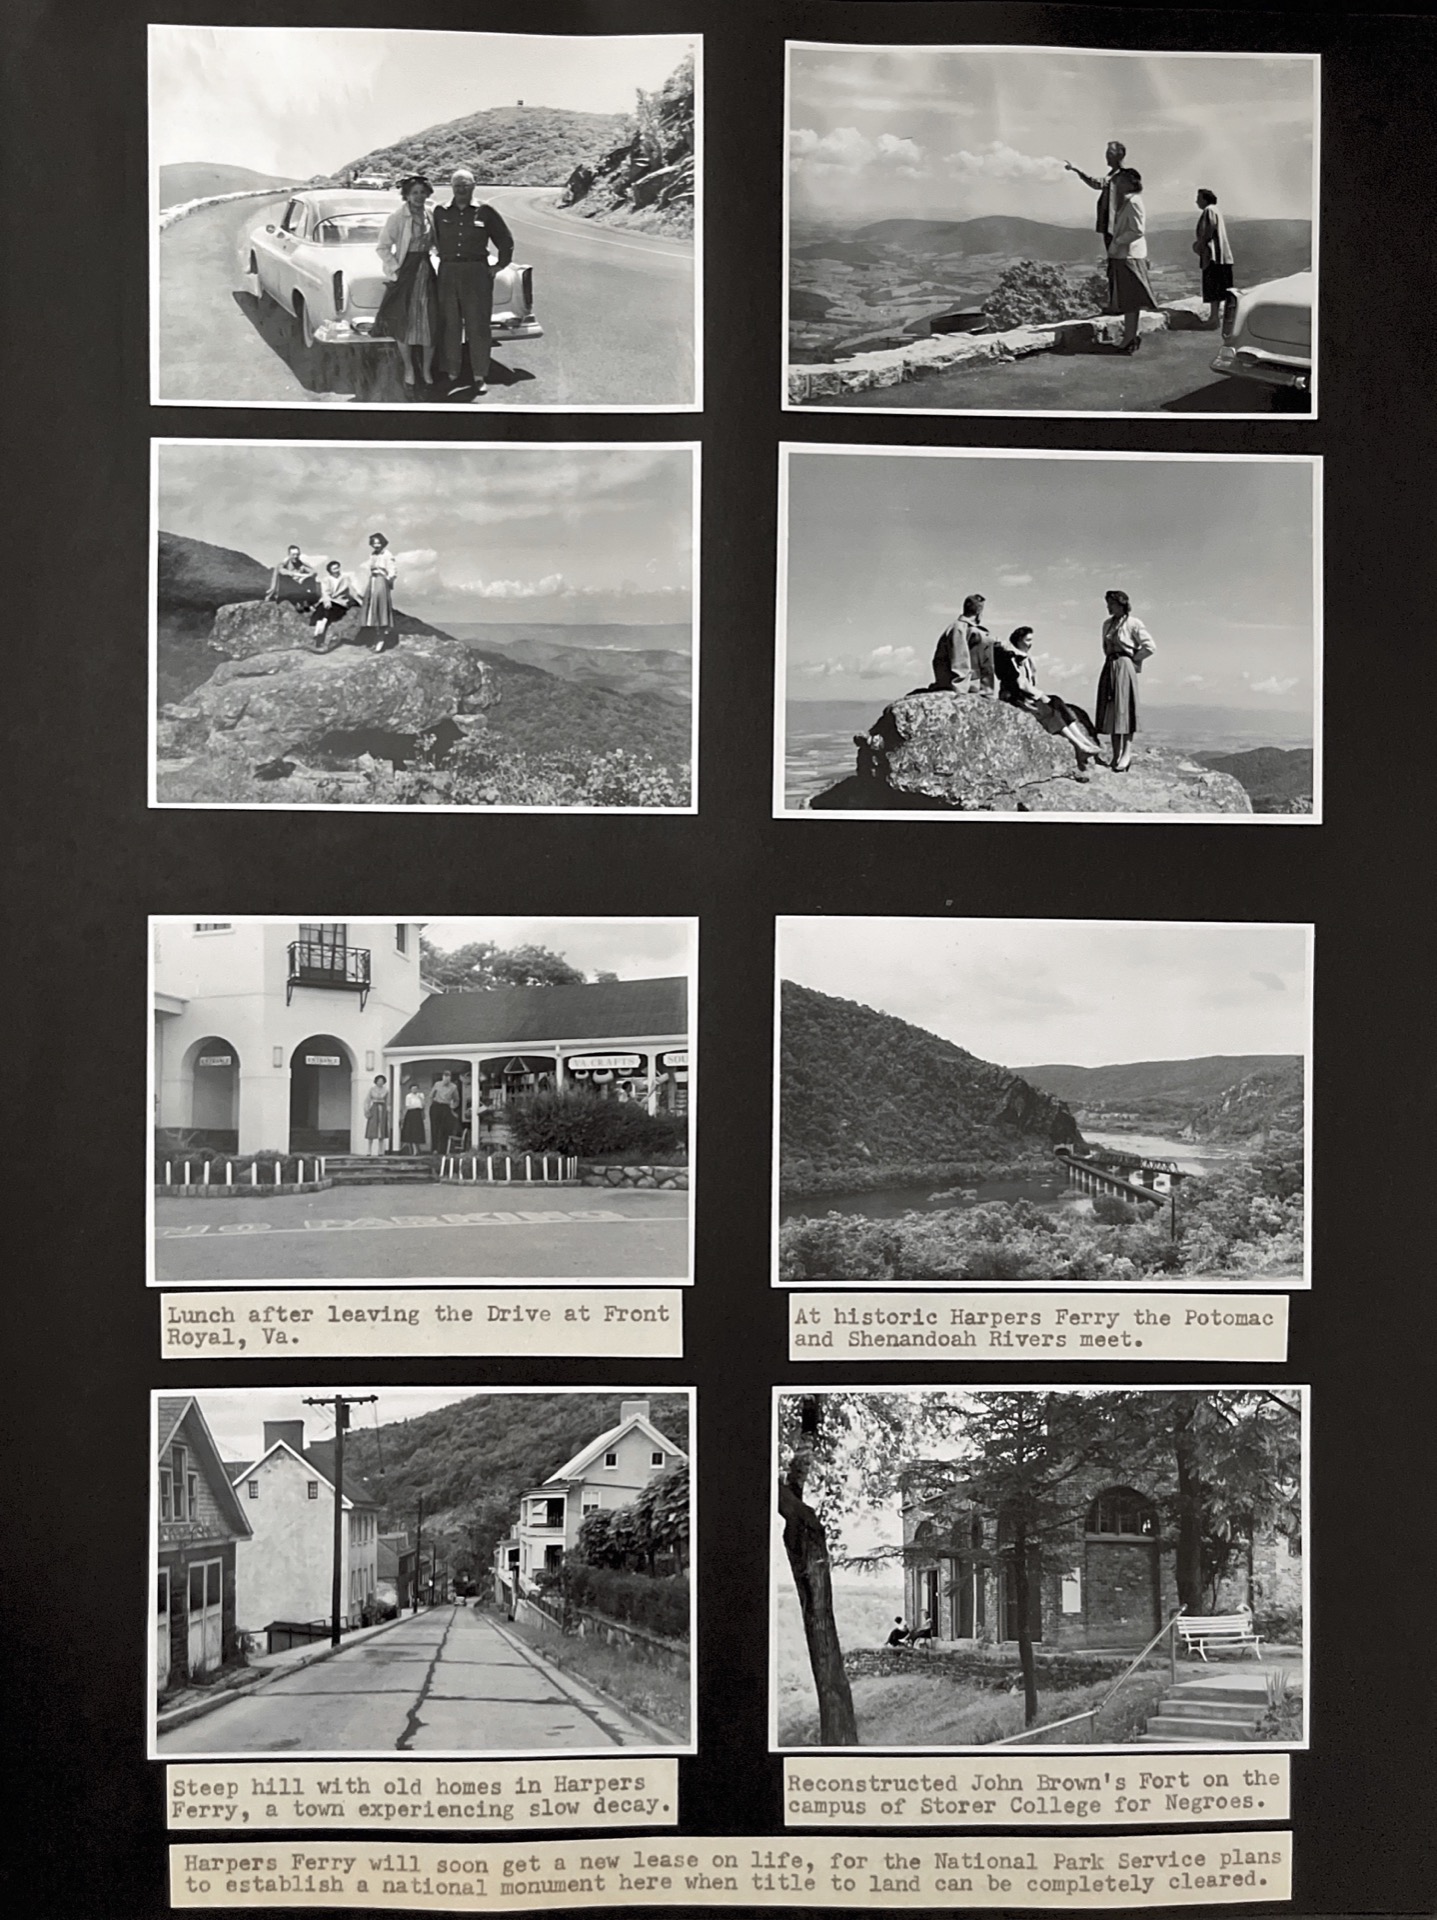 ENTRANCE
ENTRANCE
VA. CRAFTS
SOU
NO PARKING
Lunch after leaving the Drive at Front
Royal, Va.
At historic Harpers Ferry the Potomac
and Shenandoah Rivers meet.
Steep hill with old homes in Harpers
Ferry, a town experiencing slow decay.
Reconstructed John Brown's Fort on the
campus of Storer College for Negroes.
Harpers Ferry will soon get a new lease on life, for the National Park Service plans
to establish a national monument here when title to land can be completely cleared.